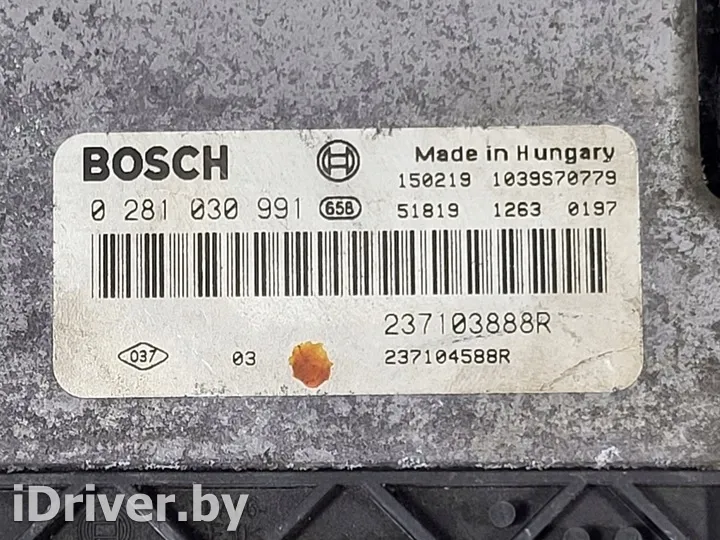 BOSCH
Made in Hungary
150219 1039S70779
0 281 030 991 65B
51819 1263 0197
237103888R
037 03 237104588R
iDriver.by